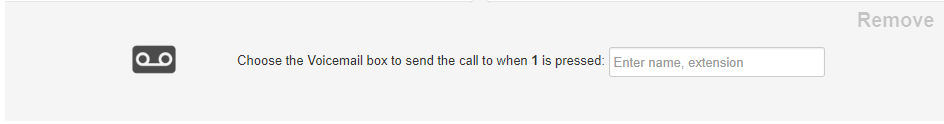 Remove
Choose the Voicemail box to send the call to when 1 is pressed: Enter name, extension